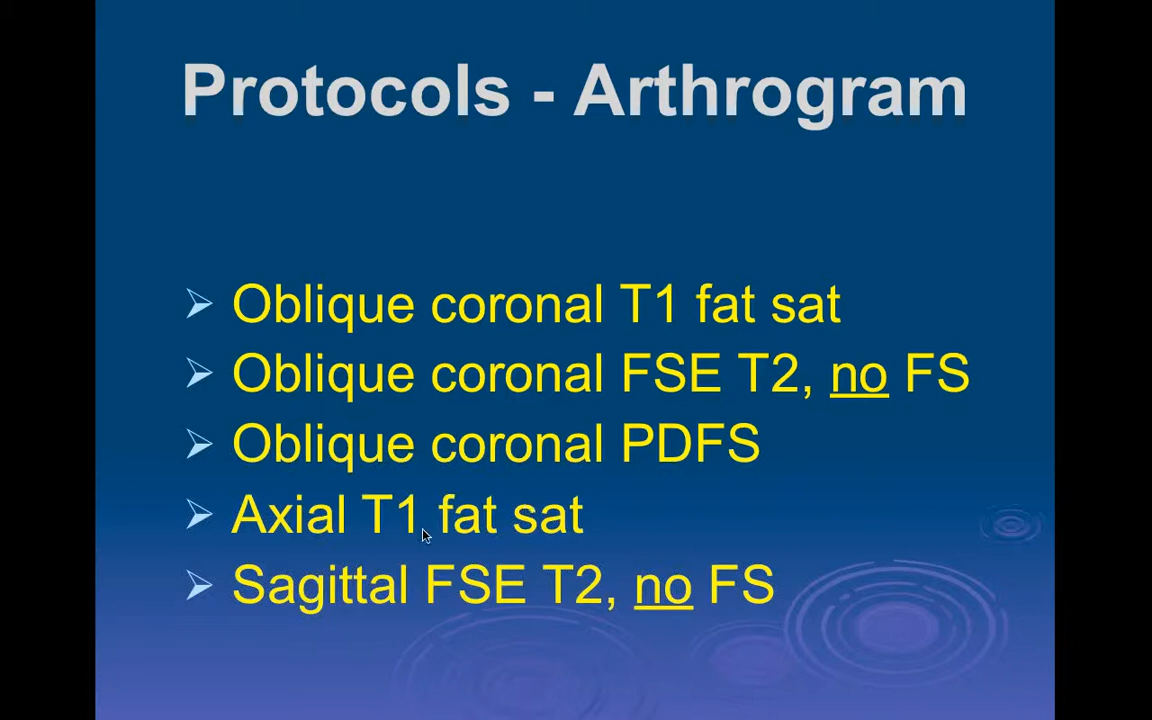 Protocols - Arthrogram
Oblique coronal T1 fat sat
Oblique coronal FSE T2, no FS
Oblique coronal PDFS
Axial T1 fat sat
Sagittal FSE T2, no FS